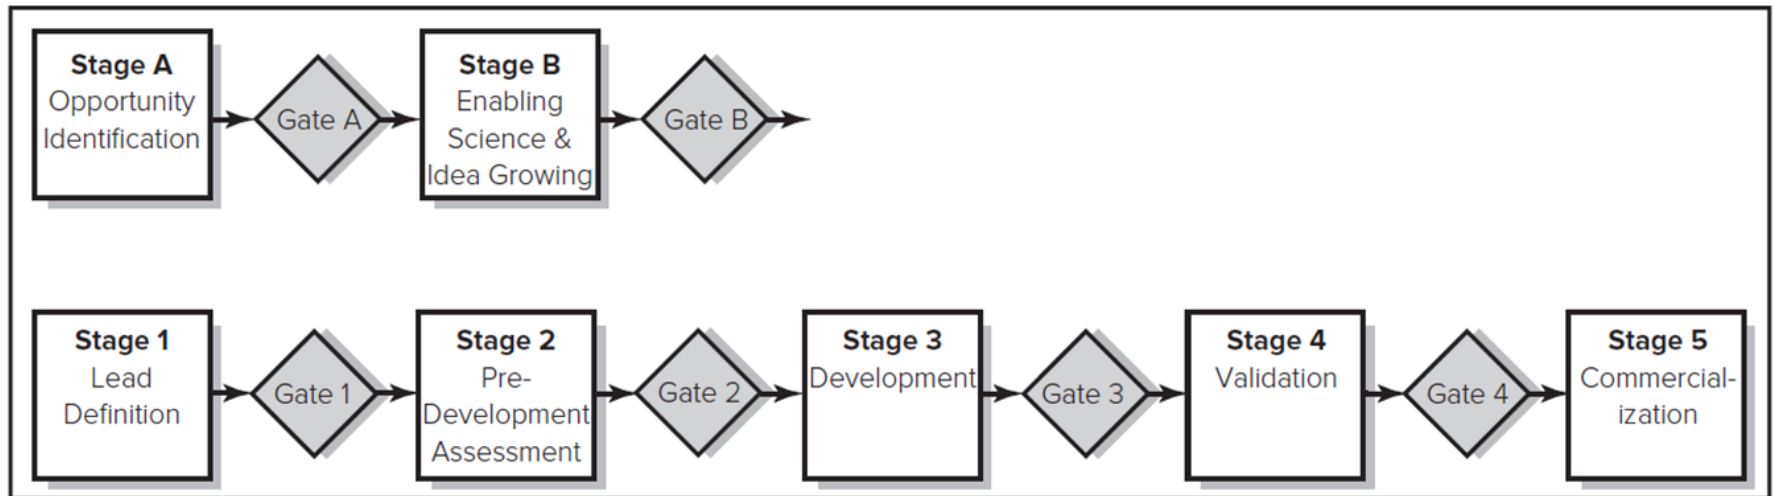 Stage A
Opportunity
Identification
Gate A
Stage B
Enabling
Science &
Idea Growing
Gate B
Stage 1
Lead
Definition
Gate 1
Stage 2
Pre-
Development
Assessment
Gate 2
Stage 3
Development
Gate 3
Stage 4
Validation
Gate 4
Stage 5
Commercial-
ization